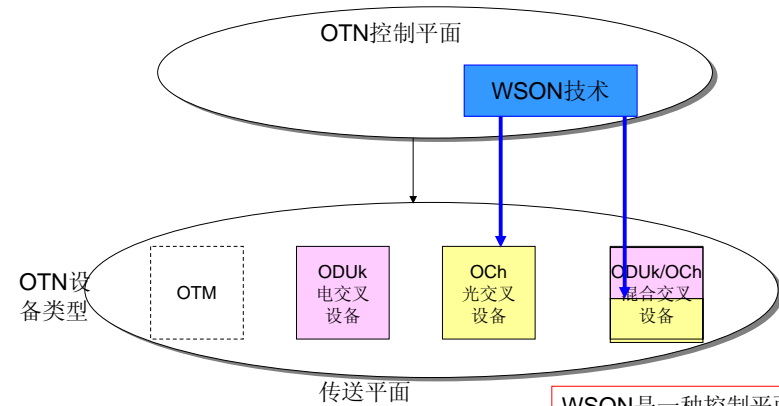 OTN控制平面
WSON技术
OTN设
备类型
OTM
ODUk
电交叉
设备
OCh
光交叉
设备
ODUk/OCh
混合交叉
设备
传送平面
WSON是一种控制平面